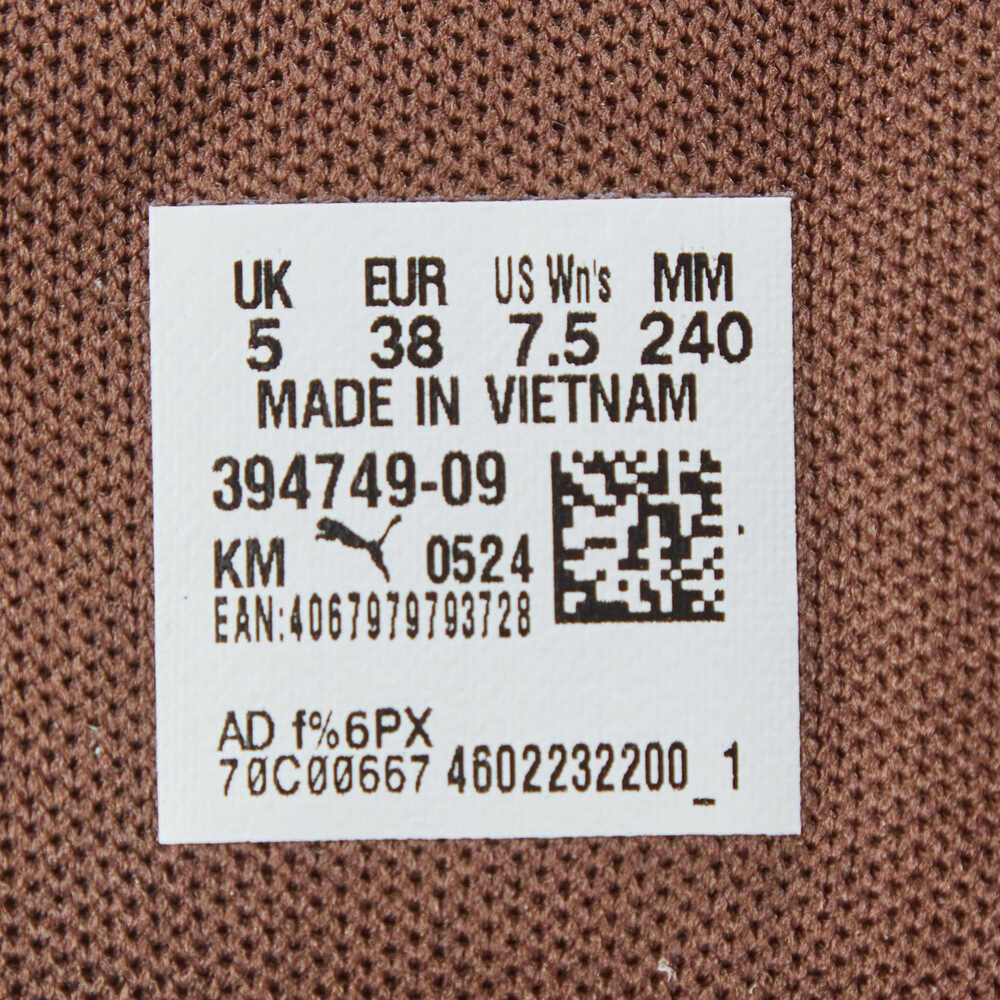 UK EUR US Wn's MM
5 38 7.5 240
MADE IN VIETNAM
394749-09
KM 0524
EAN:4067979793728
AD f%6PX
70C00667 4602232200_1